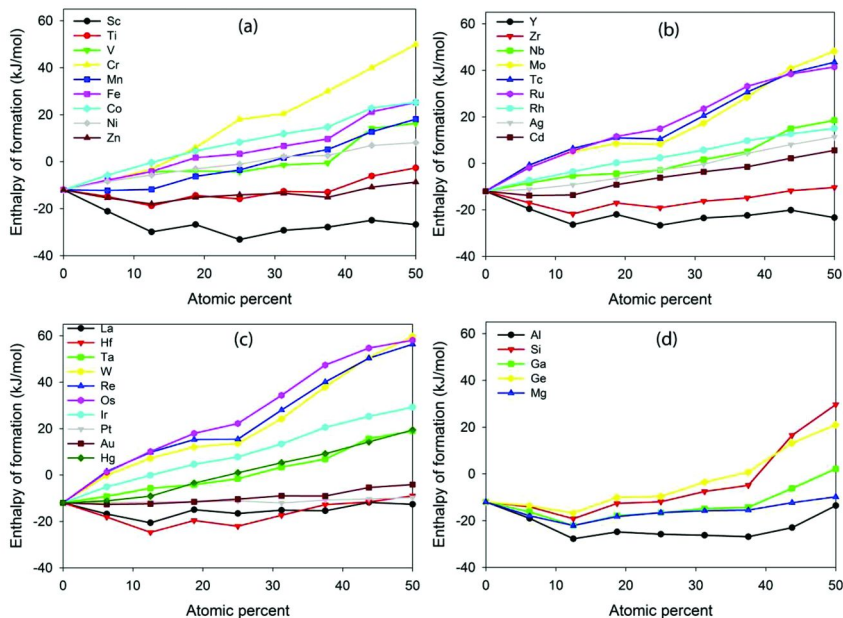 (a)
Sc
Ti
V
Cr
Mn
Fe
Co
Ni
Zn
Enthalpy of formation (kJ/mol)
60
40
20
0
-20
-40
0 10 20 30 40 50
Atomic percent
(b)
Y
Zr
Nb
Mo
Tc
Ru
Rh
Ag
Cd
Enthalpy of formation (kJ/mol)
60
40
20
0
-20
-40
0 10 20 30 40 50
Atomic percent
(c)
La
Hf
Ta
W
Re
Os
Ir
Pt
Au
Hg
Enthalpy of formation (kJ/mol)
60
40
20
0
-20
-40
0 10 20 30 40 50
Atomic percent
(d)
Al
Si
Ga
Ge
Mg
Enthalpy of formation (kJ/mol)
60
40
20
0
-20
-40
0 10 20 30 40 50
Atomic percent